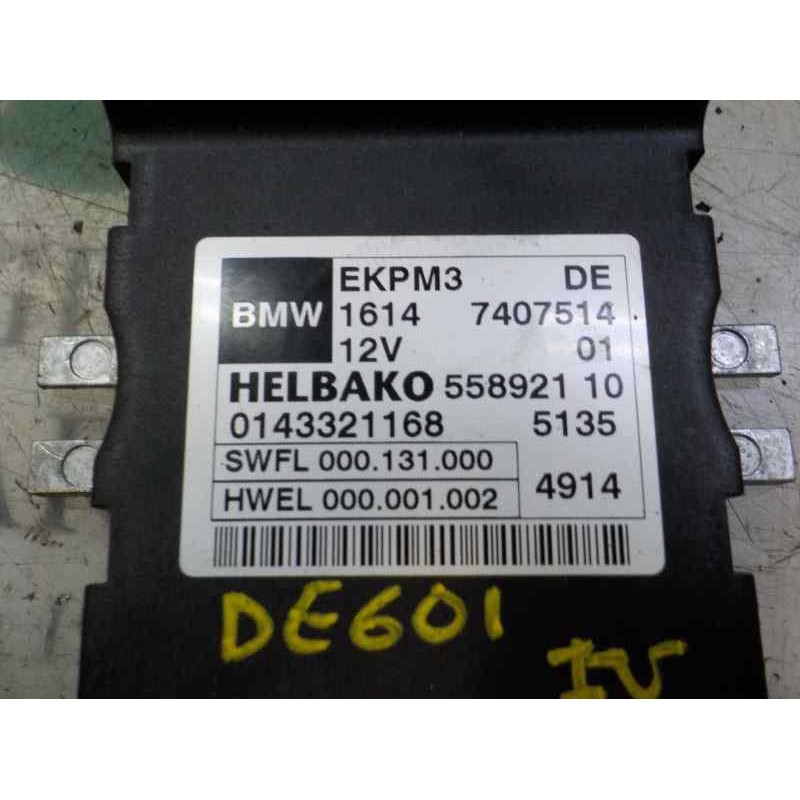 EKPM3 DE
BMW 1614 7407514
12V 01
HELBAKO 558921 10
0143321168 5135
SWFL 000.131.000
HWEL 000.001.002 4914
DE601
IV